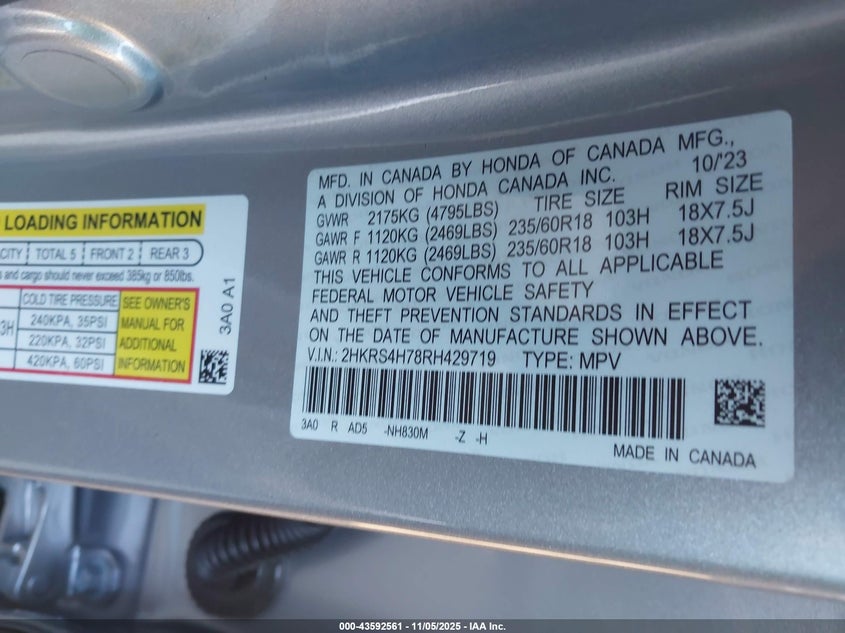 LOADING INFORMATION
CITY TOTAL 5 FRONT 2 REAR 3
s and cargo should never exceed 385kg or 850lbs.
COLD TIRE PRESSURE
3H 240KPA, 35PSI
220KPA, 32PSI
420KPA, 60PSI
SEE OWNER'S
MANUAL FOR
ADDITIONAL
INFORMATION
3A0 A1
MFD. IN CANADA BY HONDA OF CANADA MFG.,
A DIVISION OF HONDA CANADA INC. 10/'23
GVWR 2175KG (4795LBS) TIRE SIZE RIM SIZE
GAWR F 1120KG (2469LBS) 235/60R18 103H 18X7.5J
GAWR R 1120KG (2469LBS) 235/60R18 103H 18X7.5J
THIS VEHICLE CONFORMS TO ALL APPLICABLE
FEDERAL MOTOR VEHICLE SAFETY
AND THEFT PREVENTION STANDARDS IN EFFECT
ON THE DATE OF MANUFACTURE SHOWN ABOVE.
V.I.N.: 2HKRS4H78RH429719 TYPE: MPV
3A0 R AD5 -NH830M -Z -H
MADE IN CANADA
000-43592561 - 11/05/2025 - IAA Inc.